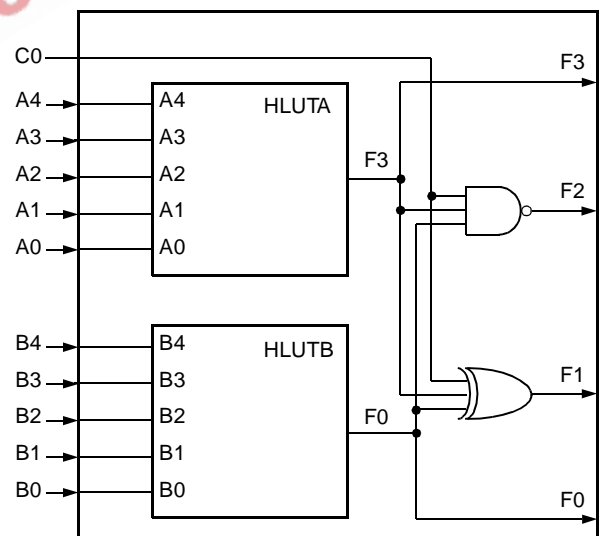 C0
F3
A4 A4 HLUTA
A3 A3
A2 A2 F3
A1 A1 F2
A0 A0
B4 B4 HLUTB
B3 B3 F1
B2 B2 F0
B1 B1
B0 B0 F0